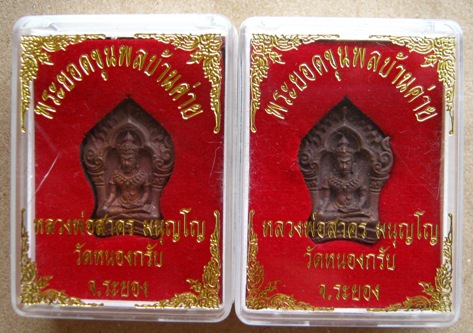 พระยอดขุนพลบ้านค่าย
หลวงพ่อสาคร มนุญโญ
วัดหนองกรับ
จ.ระยอง
พระยอดขุนพลบ้านค่าย
หลวงพ่อสาคร มนุญโญ
วัดหนองกรับ
จ.ระยอง